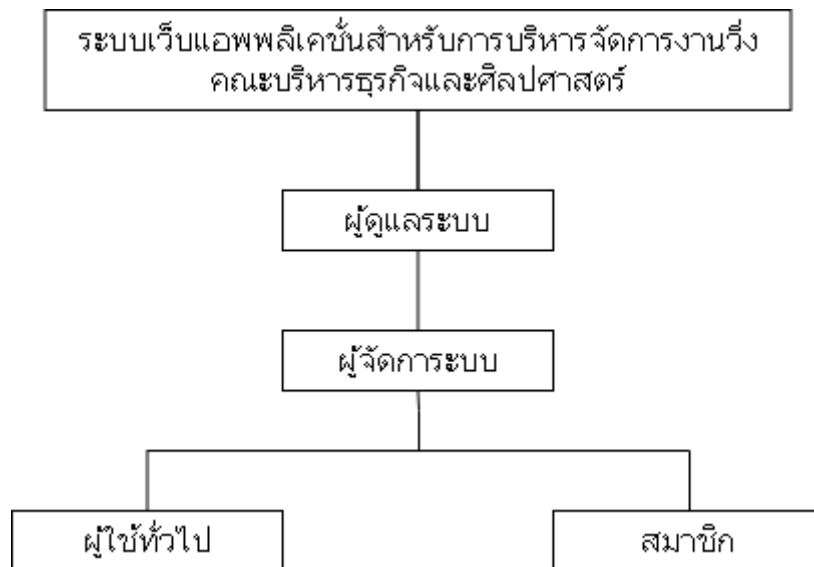 ระบบเว็บแอพพลิเคชั่นสำหรับการบริหารจัดการงานวิ่ง
คณะบริหารธุรกิจและศิลปศาสตร์
ผู้ดูแลระบบ
ผู้จัดการะบบ
ผู้ใช้ทั่วไป
สมาชิก